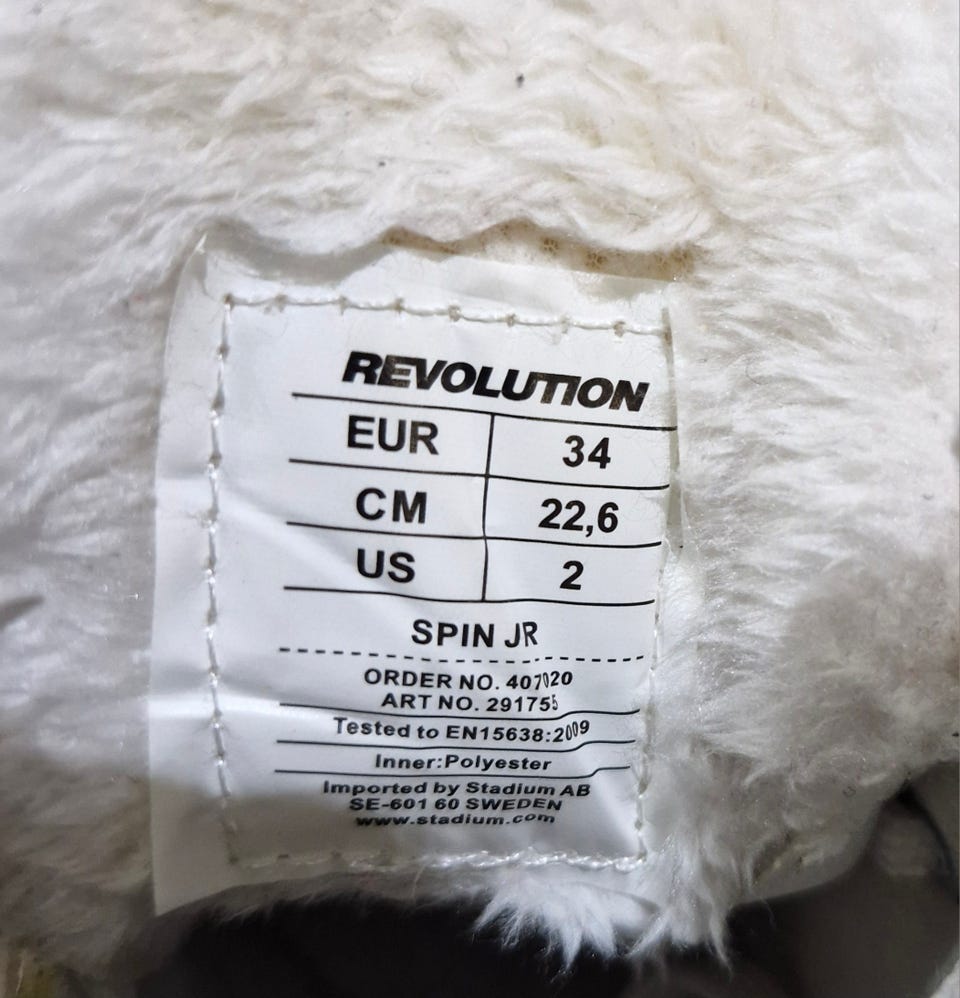 REVOLUTION
EUR 34
CM 22,6
US 2
SPIN JR
ORDER NO. 407020
ART NO. 291755
Tested to EN15638:2009
Inner:Polyester
Imported by Stadium AB
SE-601 60 SWEDEN
www.stadium.com